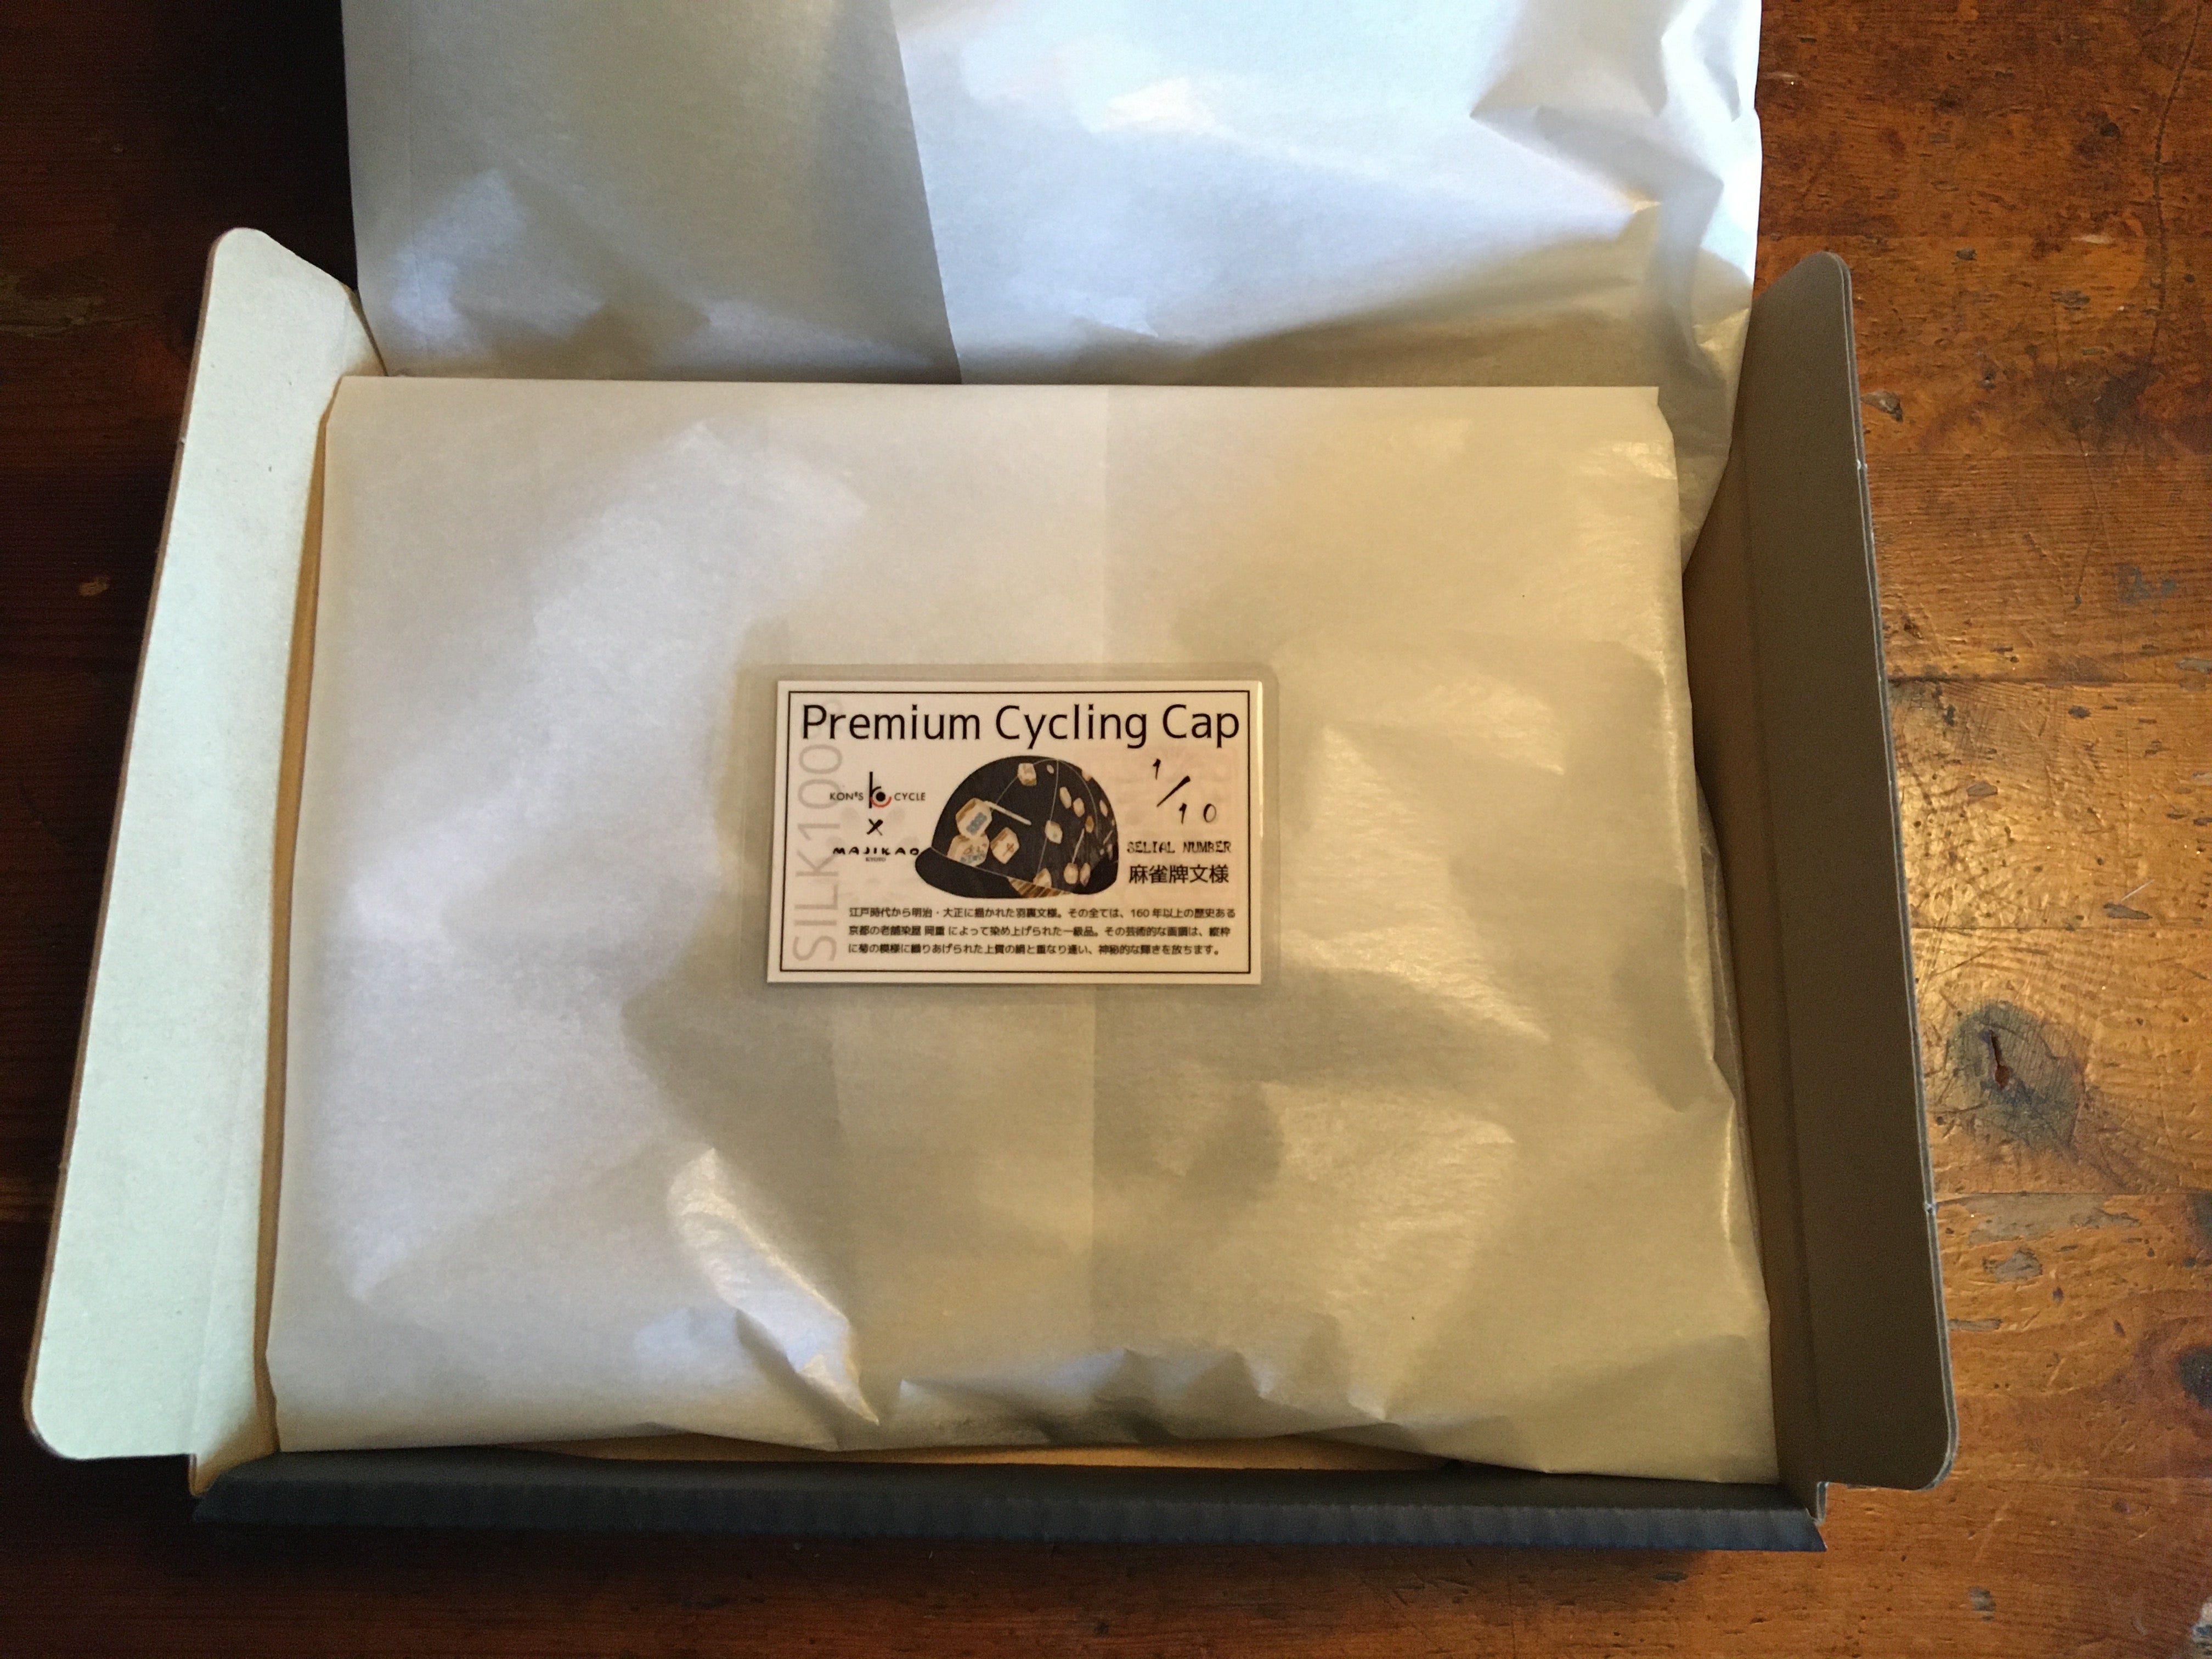 Premium Cycling Cap
SILK100%
KON'S CYCLE
×
MAJIKAO
KYOTO
1/10
SELIAL NUMBER
麻雀牌文様
江戸時代から明治・大正に描かれた羽裏文様。その全ては、160年以上の歴史ある
京都の老舗染屋 岡重 によって染め上げられた一級品。その芸術的な画調は、縦枠
に菊の模様に織りあげられた上質の絹と重なり逢い、神秘的な輝きを放ちます。